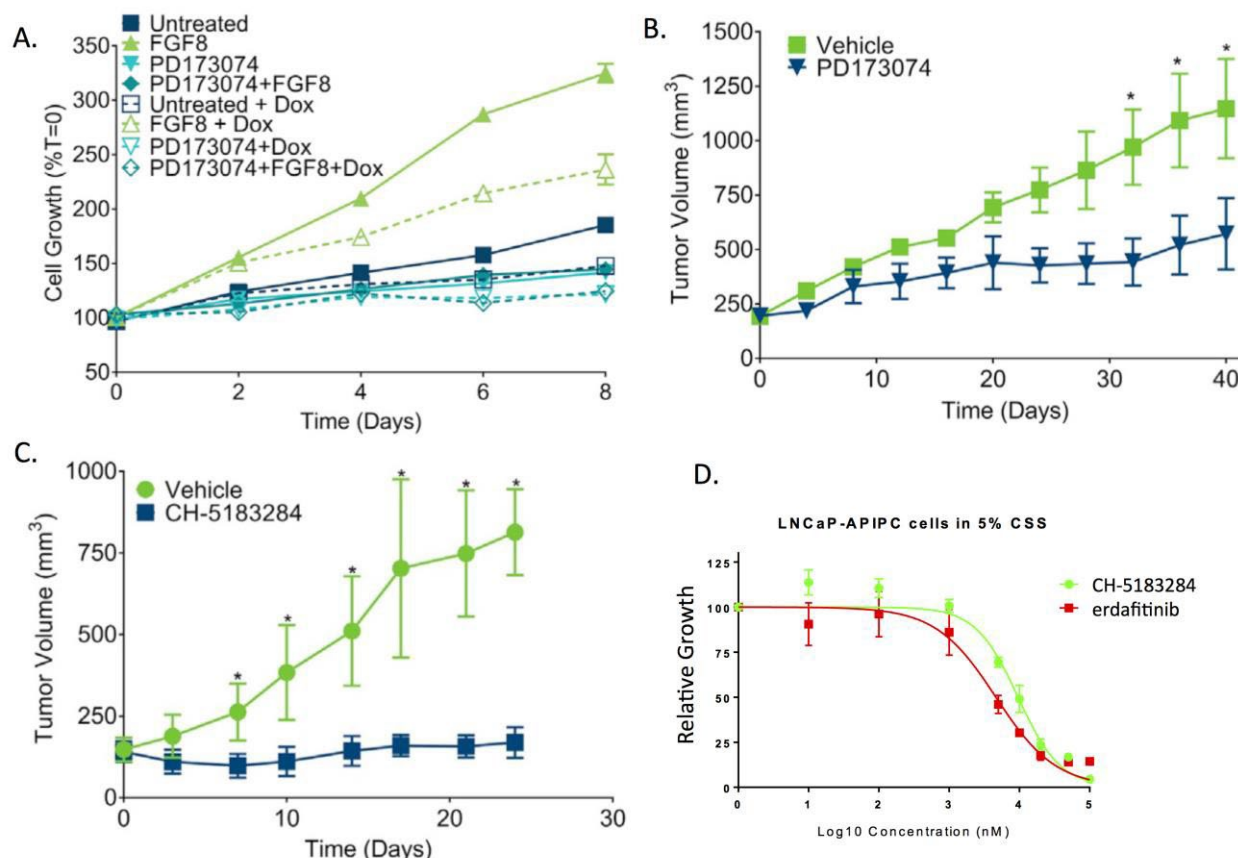 A.
Untreated
FGF8
PD173074
PD173074+FGF8
Untreated + Dox
FGF8 + Dox
PD173074+Dox
PD173074+FGF8+Dox
Cell Growth (%T=0)
350
300
250
200
150
100
50
0 2 4 6 8
Time (Days)
B.
Vehicle
PD173074
Tumor Volume (mm3)
1500
1250
1000
750
500
250
0
* * *
0 10 20 30 40
Time (Days)
C.
Vehicle
CH-5183284
Tumor Volume (mm3)
1000
750
500
250
0
* * * * * *
0 10 20 30
Time (Days)
D.
LNCaP-APIPC cells in 5% CSS
CH-5183284
erdafitinib
Relative Growth
125
100
75
50
25
0
0 1 2 3 4 5
Log10 Concentration (nM)